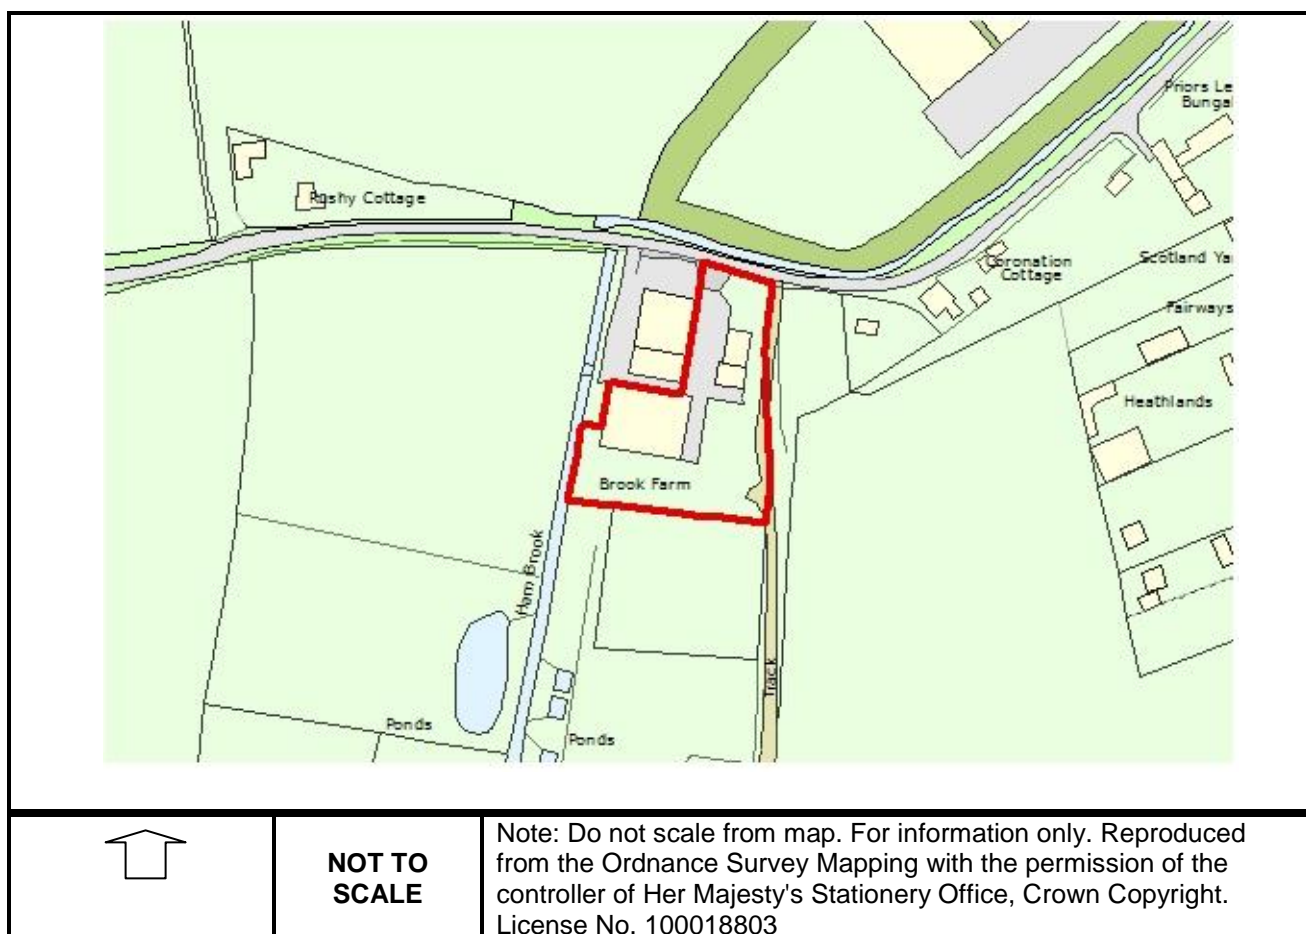 Priors Le
Bungal
Rushy Cottage
Coronation
Cottage
Scotland Ya
Fairways
Heathlands
Brook Farm
Ham Brook
Track
Ponds
Ponds
NOT TO
SCALE
Note: Do not scale from map. For information only. Reproduced
from the Ordnance Survey Mapping with the permission of the
controller of Her Majesty's Stationery Office, Crown Copyright.
License No. 100018803